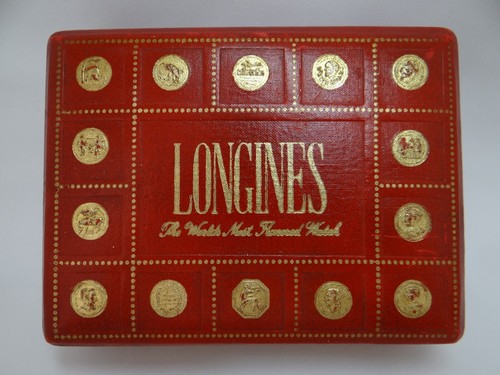 LONGINES
The World's Most Honored Watch